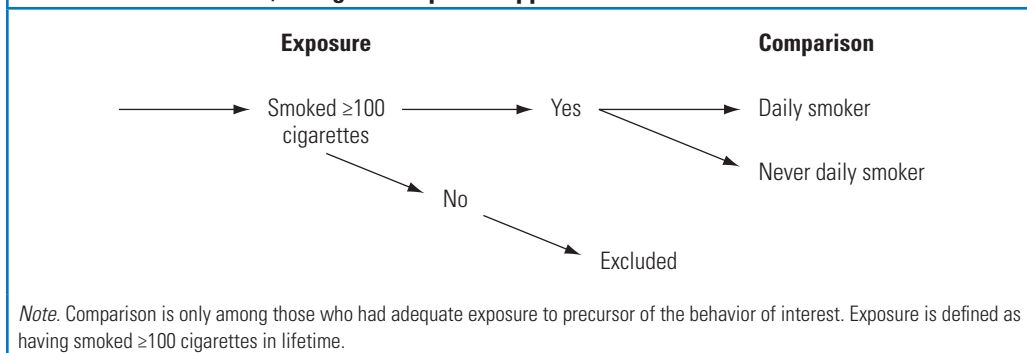 Exposure Comparison
Smoked ≥100 Yes Daily smoker
cigarettes
Never daily smoker
No
Excluded
Note. Comparison is only among those who had adequate exposure to precursor of the behavior of interest. Exposure is defined as
having smoked ≥100 cigarettes in lifetime.